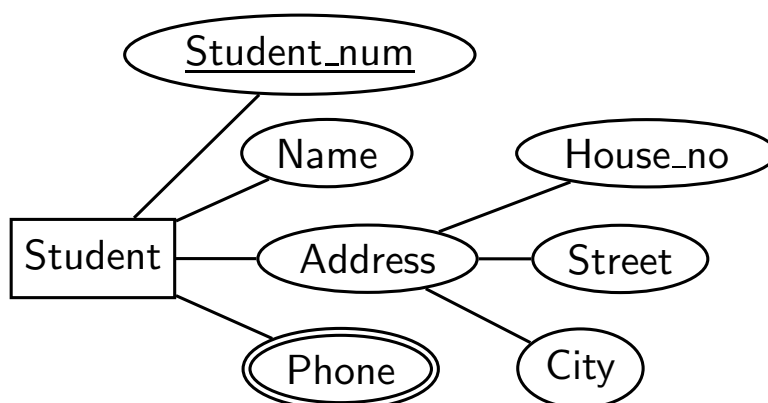 Student_num
Name
House_no
Student
Address
Street
Phone
City